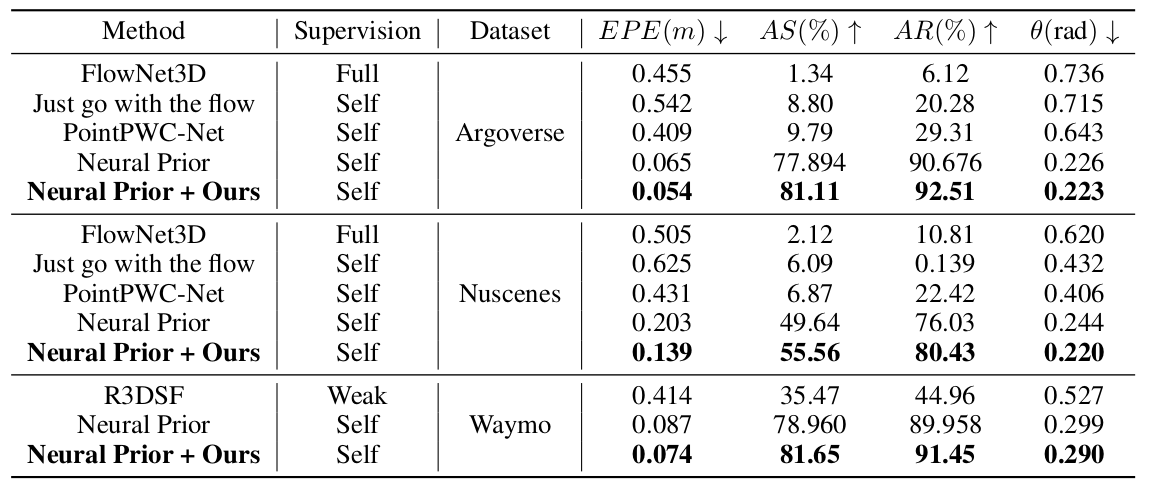 Method Supervision Dataset EPE(m) ↓ AS(%) ↑ AR(%) ↑ θ(rad) ↓
FlowNet3D Full 0.455 1.34 6.12 0.736
Just go with the flow Self 0.542 8.80 20.28 0.715
PointPWC-Net Self Argoverse 0.409 9.79 29.31 0.643
Neural Prior Self 0.065 77.894 90.676 0.226
Neural Prior + Ours Self 0.054 81.11 92.51 0.223
FlowNet3D Full 0.505 2.12 10.81 0.620
Just go with the flow Self 0.625 6.09 0.139 0.432
PointPWC-Net Self Nuscenes 0.431 6.87 22.42 0.406
Neural Prior Self 0.203 49.64 76.03 0.244
Neural Prior + Ours Self 0.139 55.56 80.43 0.220
R3DSF Weak 0.414 35.47 44.96 0.527
Neural Prior Self Waymo 0.087 78.960 89.958 0.299
Neural Prior + Ours Self 0.074 81.65 91.45 0.290